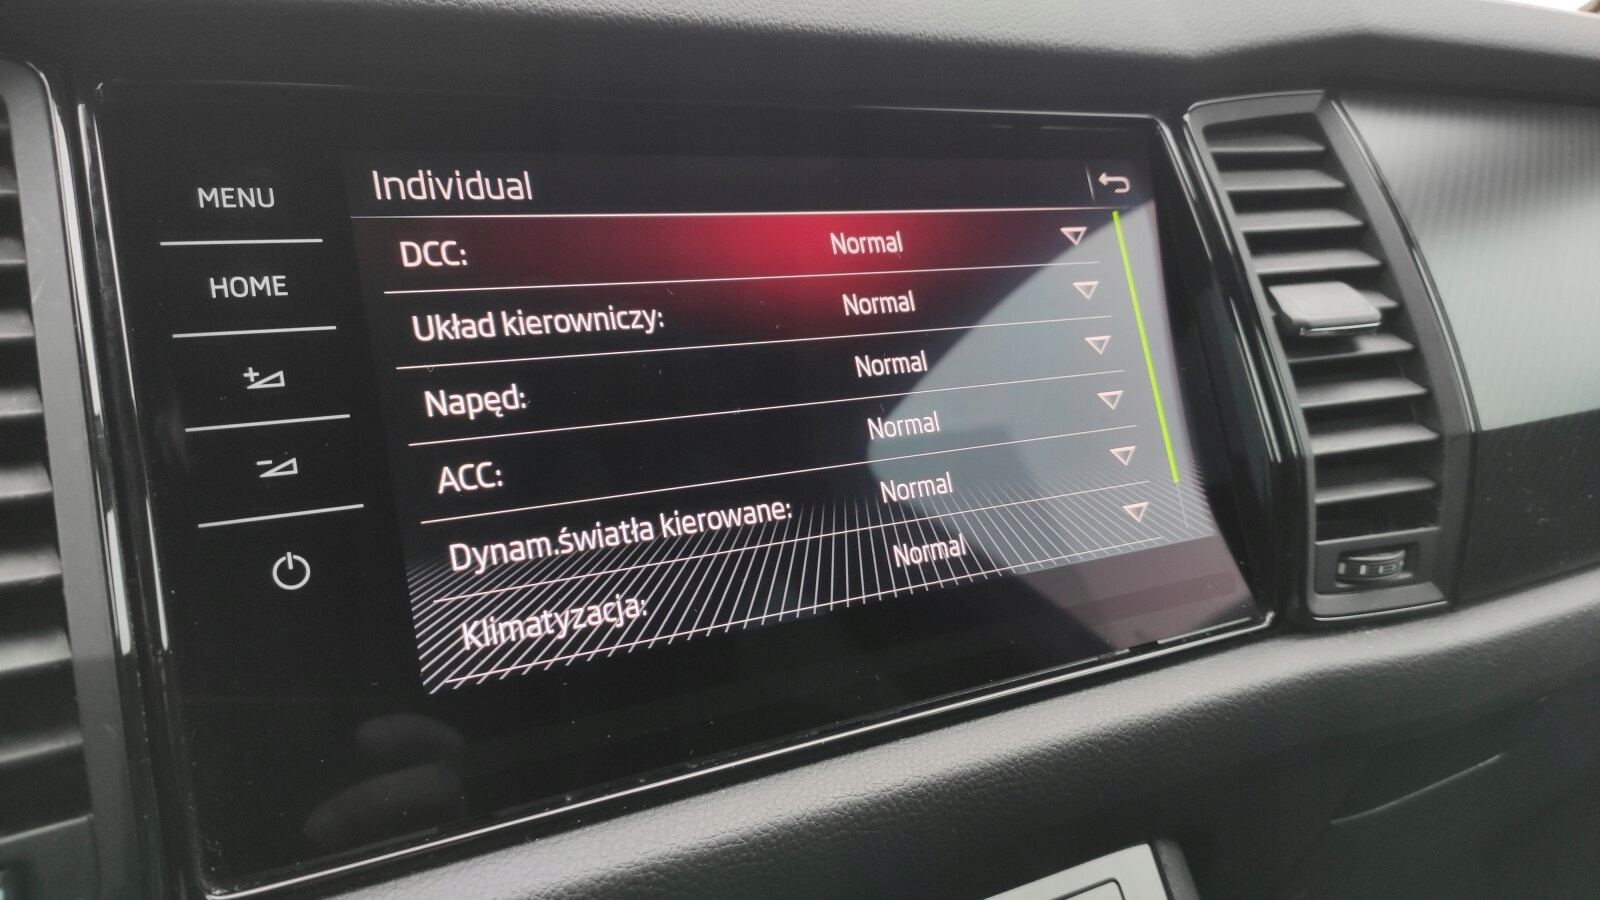 MENU
HOME
Individual
DCC: Normal
Układ kierowniczy: Normal
Napęd: Normal
ACC: Normal
Dynam.światła kierowane: Normal
Klimatyzacja: Normal